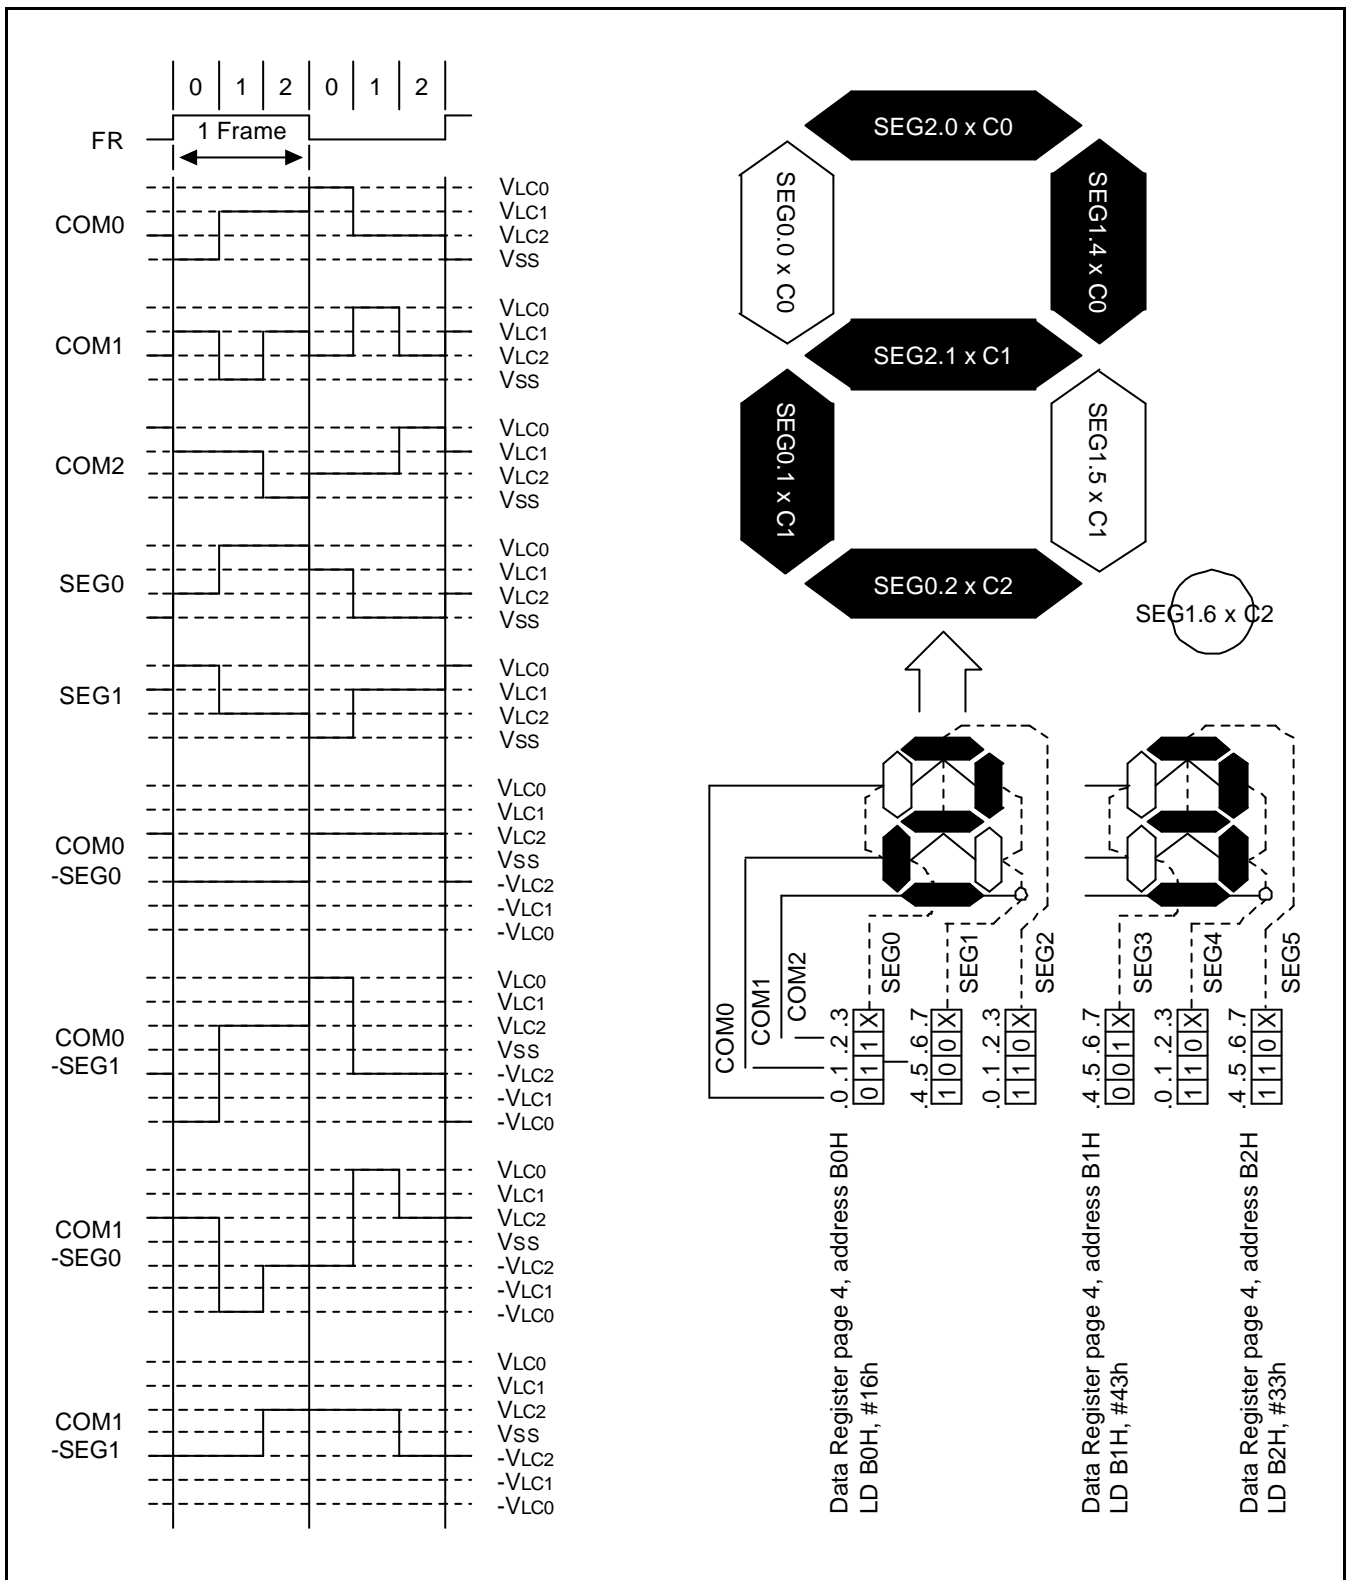 0 1 2 0 1 2
FR
1 Frame
COM0
VLC0
VLC1
VLC2
VSS
COM1
VLC0
VLC1
VLC2
VSS
COM2
VLC0
VLC1
VLC2
VSS
SEG0
VLC0
VLC1
VLC2
VSS
SEG1
VLC0
VLC1
VLC2
VSS
COM0
-SEG0
VLC0
VLC1
VLC2
VSS
-VLC2
-VLC1
-VLC0
COM0
-SEG1
VLC0
VLC1
VLC2
VSS
-VLC2
-VLC1
-VLC0
COM1
-SEG0
VLC0
VLC1
VLC2
VSS
-VLC2
-VLC1
-VLC0
COM1
-SEG1
VLC0
VLC1
VLC2
VSS
-VLC2
-VLC1
-VLC0
SEG2.0 x C0
SEG0.0 x C0
SEG1.4 x C0
SEG2.1 x C1
SEG0.1 x C1
SEG1.5 x C1
SEG0.2 x C2
SEG1.6 x C2
COM0
COM1
COM2
SEG0
SEG1
SEG2
SEG3
SEG4
SEG5
.0 .1 .2 .3
0 1 1 X
.4 .5 .6 .7
1 0 0 X
.0 .1 .2 .3
1 1 0 X
.4 .5 .6 .7
0 0 1 X
.0 .1 .2 .3
1 1 0 X
.4 .5 .6 .7
1 1 0 X
Data Register page 4, address B0H
LD B0H, #16h
Data Register page 4, address B1H
LD B1H, #43h
Data Register page 4, address B2H
LD B2H, #33h